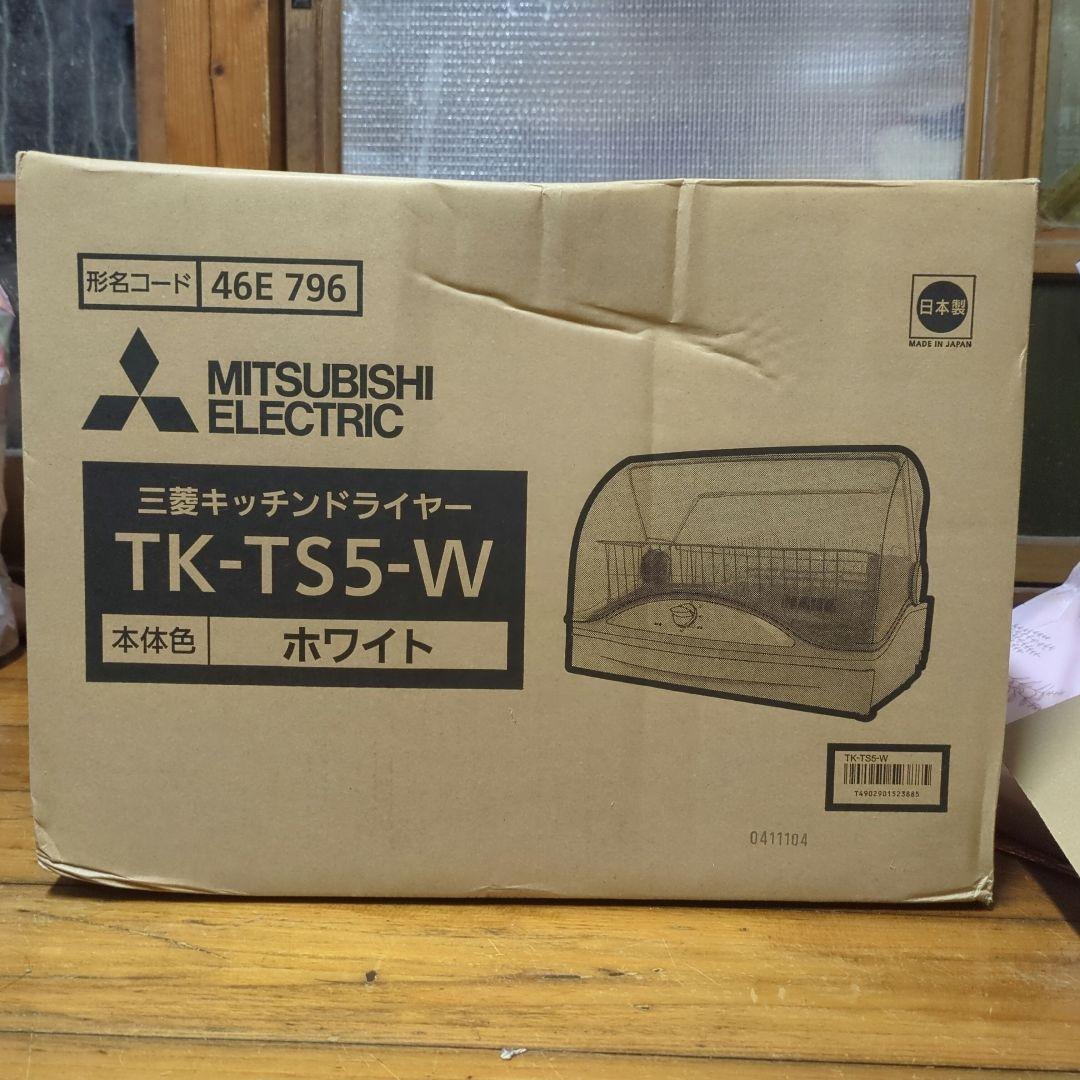 形名コード 46E 796
日本製
MADE IN JAPAN
MITSUBISHI
ELECTRIC
三菱キッチンドライヤー
TK-TS5-W
本体色 ホワイト
TK-TS5-W
T4902901523885
0411104